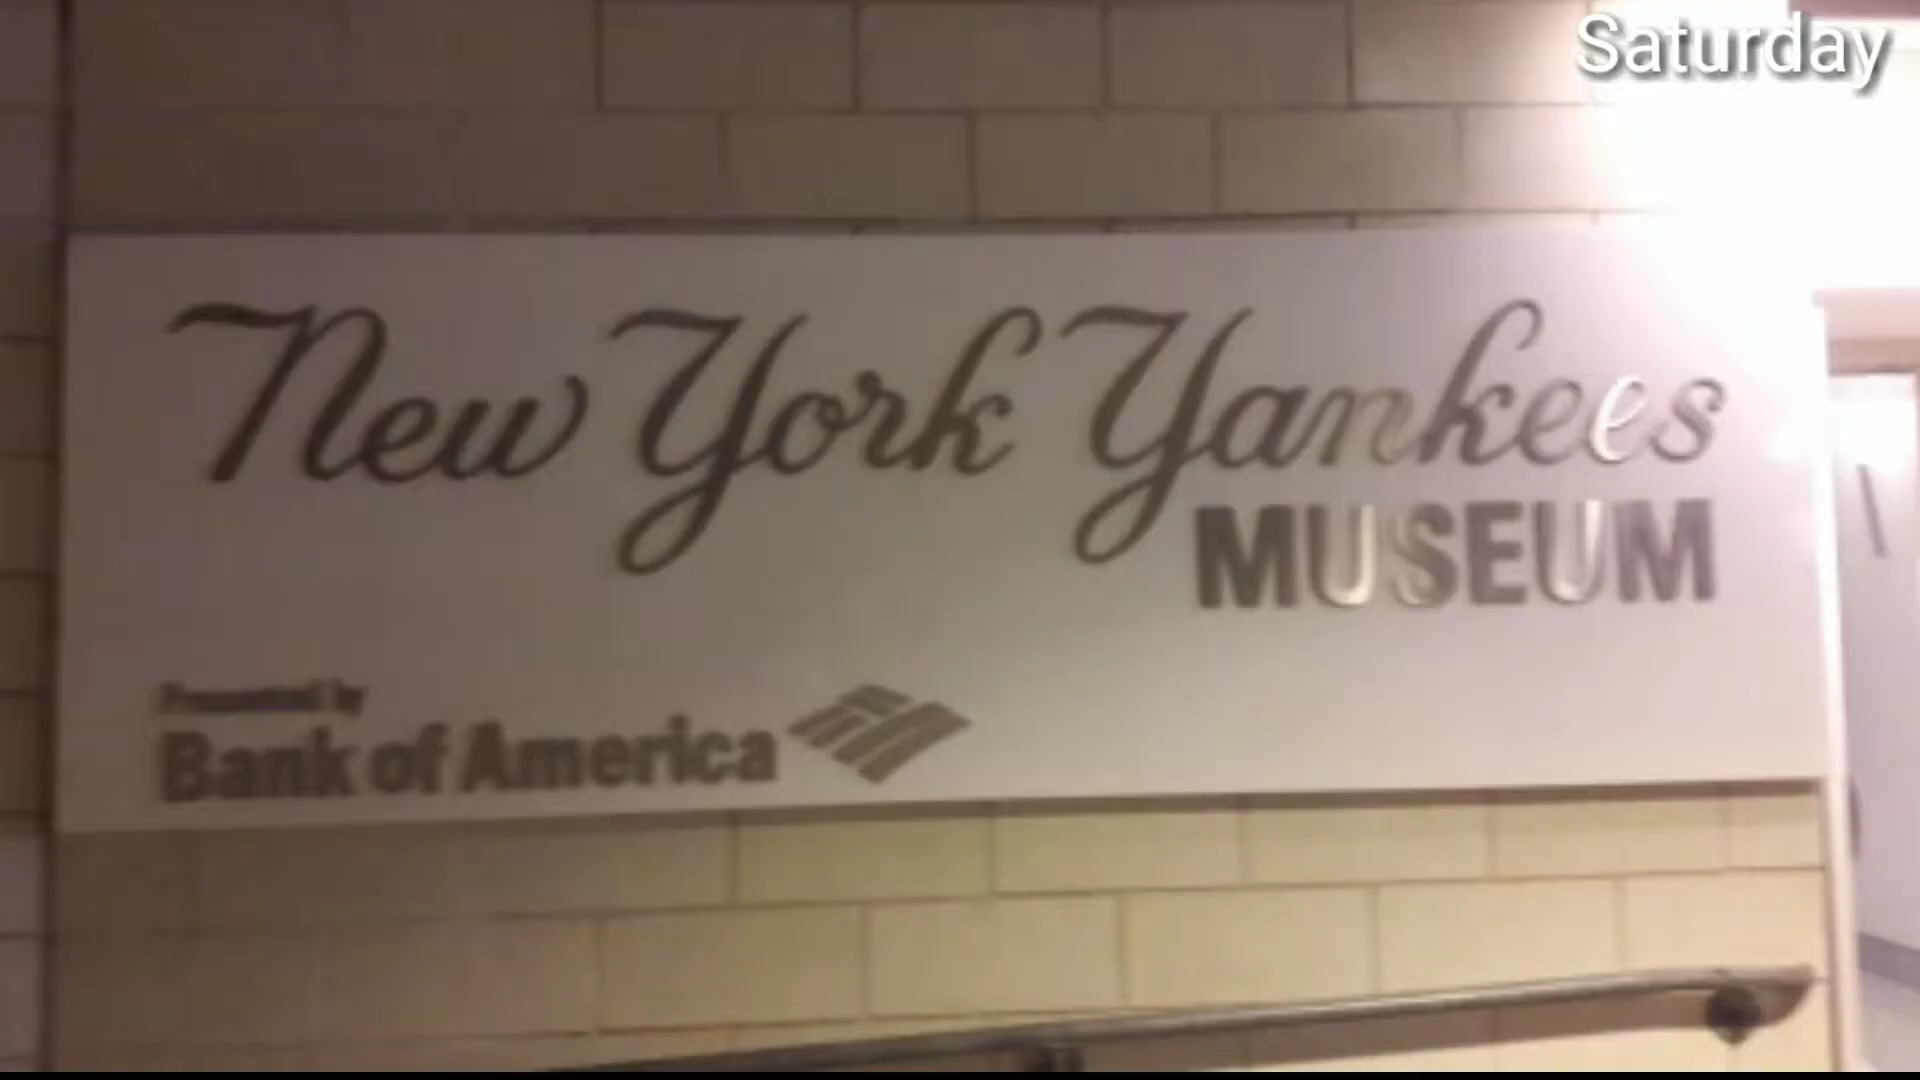 Saturday
New York Yankees
MUSEUM
Presented by
Bank of America